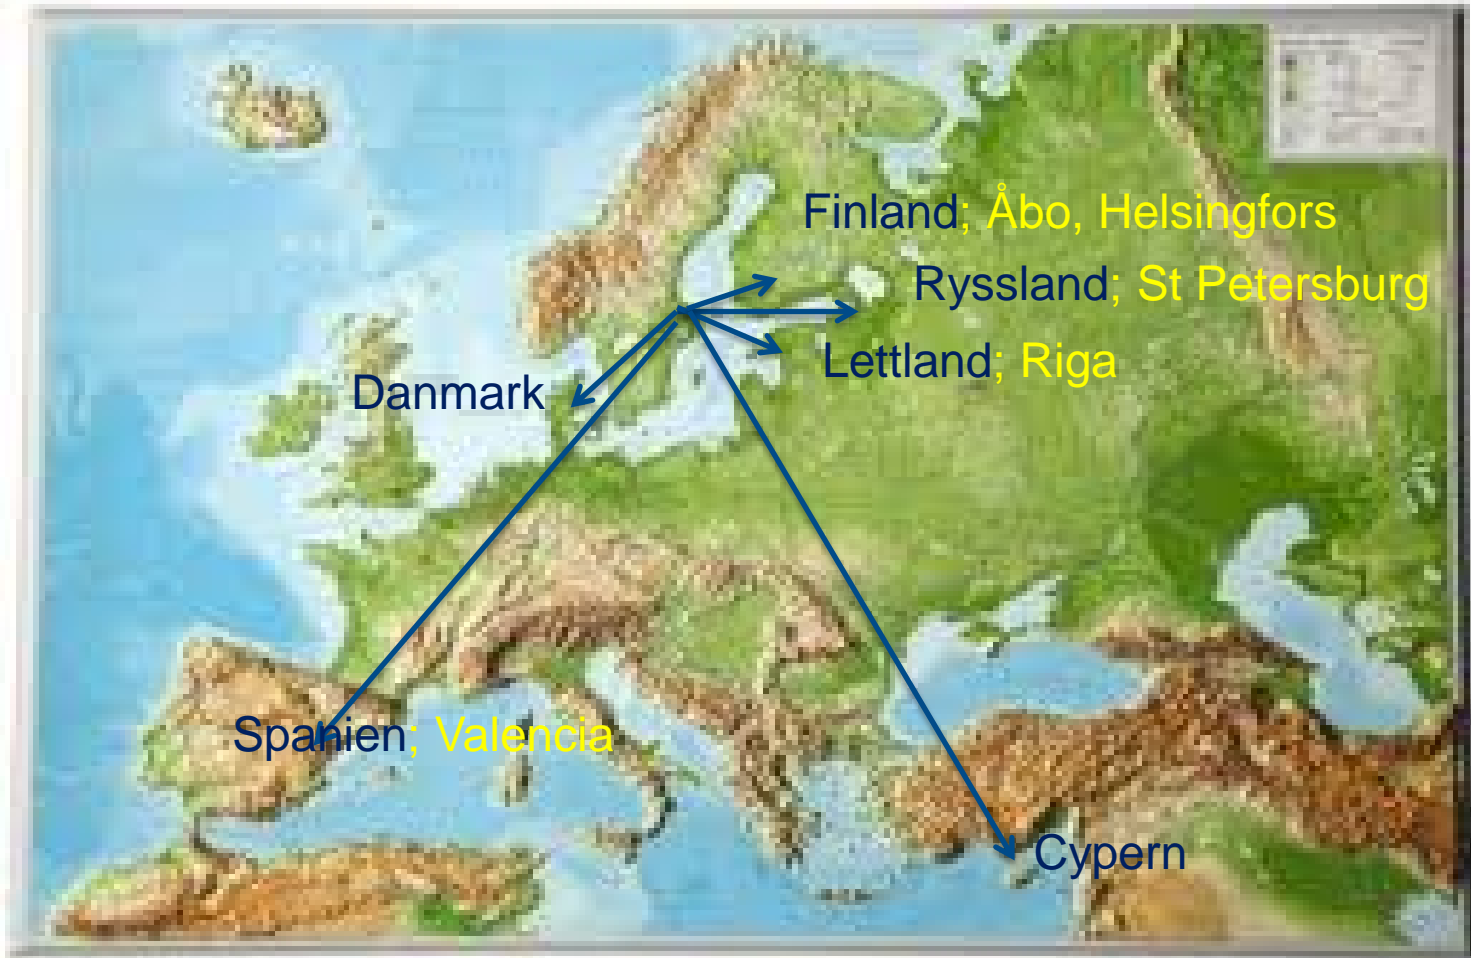 Finland; Åbo, Helsingfors
Ryssland; St Petersburg
Lettland; Riga
Danmark
Spanien; Valencia
Cypern